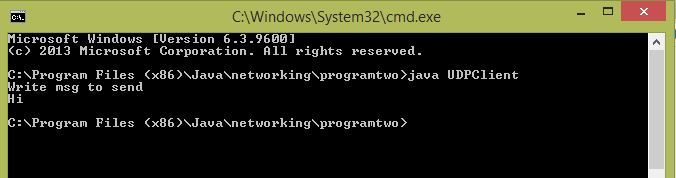 C:\Windows\System32\cmd.exe
Microsoft Windows [Version 6.3.9600]
(c) 2013 Microsoft Corporation. All rights reserved.
C:\Program Files (x86)\Java\networking\programtwo>java UDPClient
Write msg to send
Hi
C:\Program Files (x86)\Java\networking\programtwo>